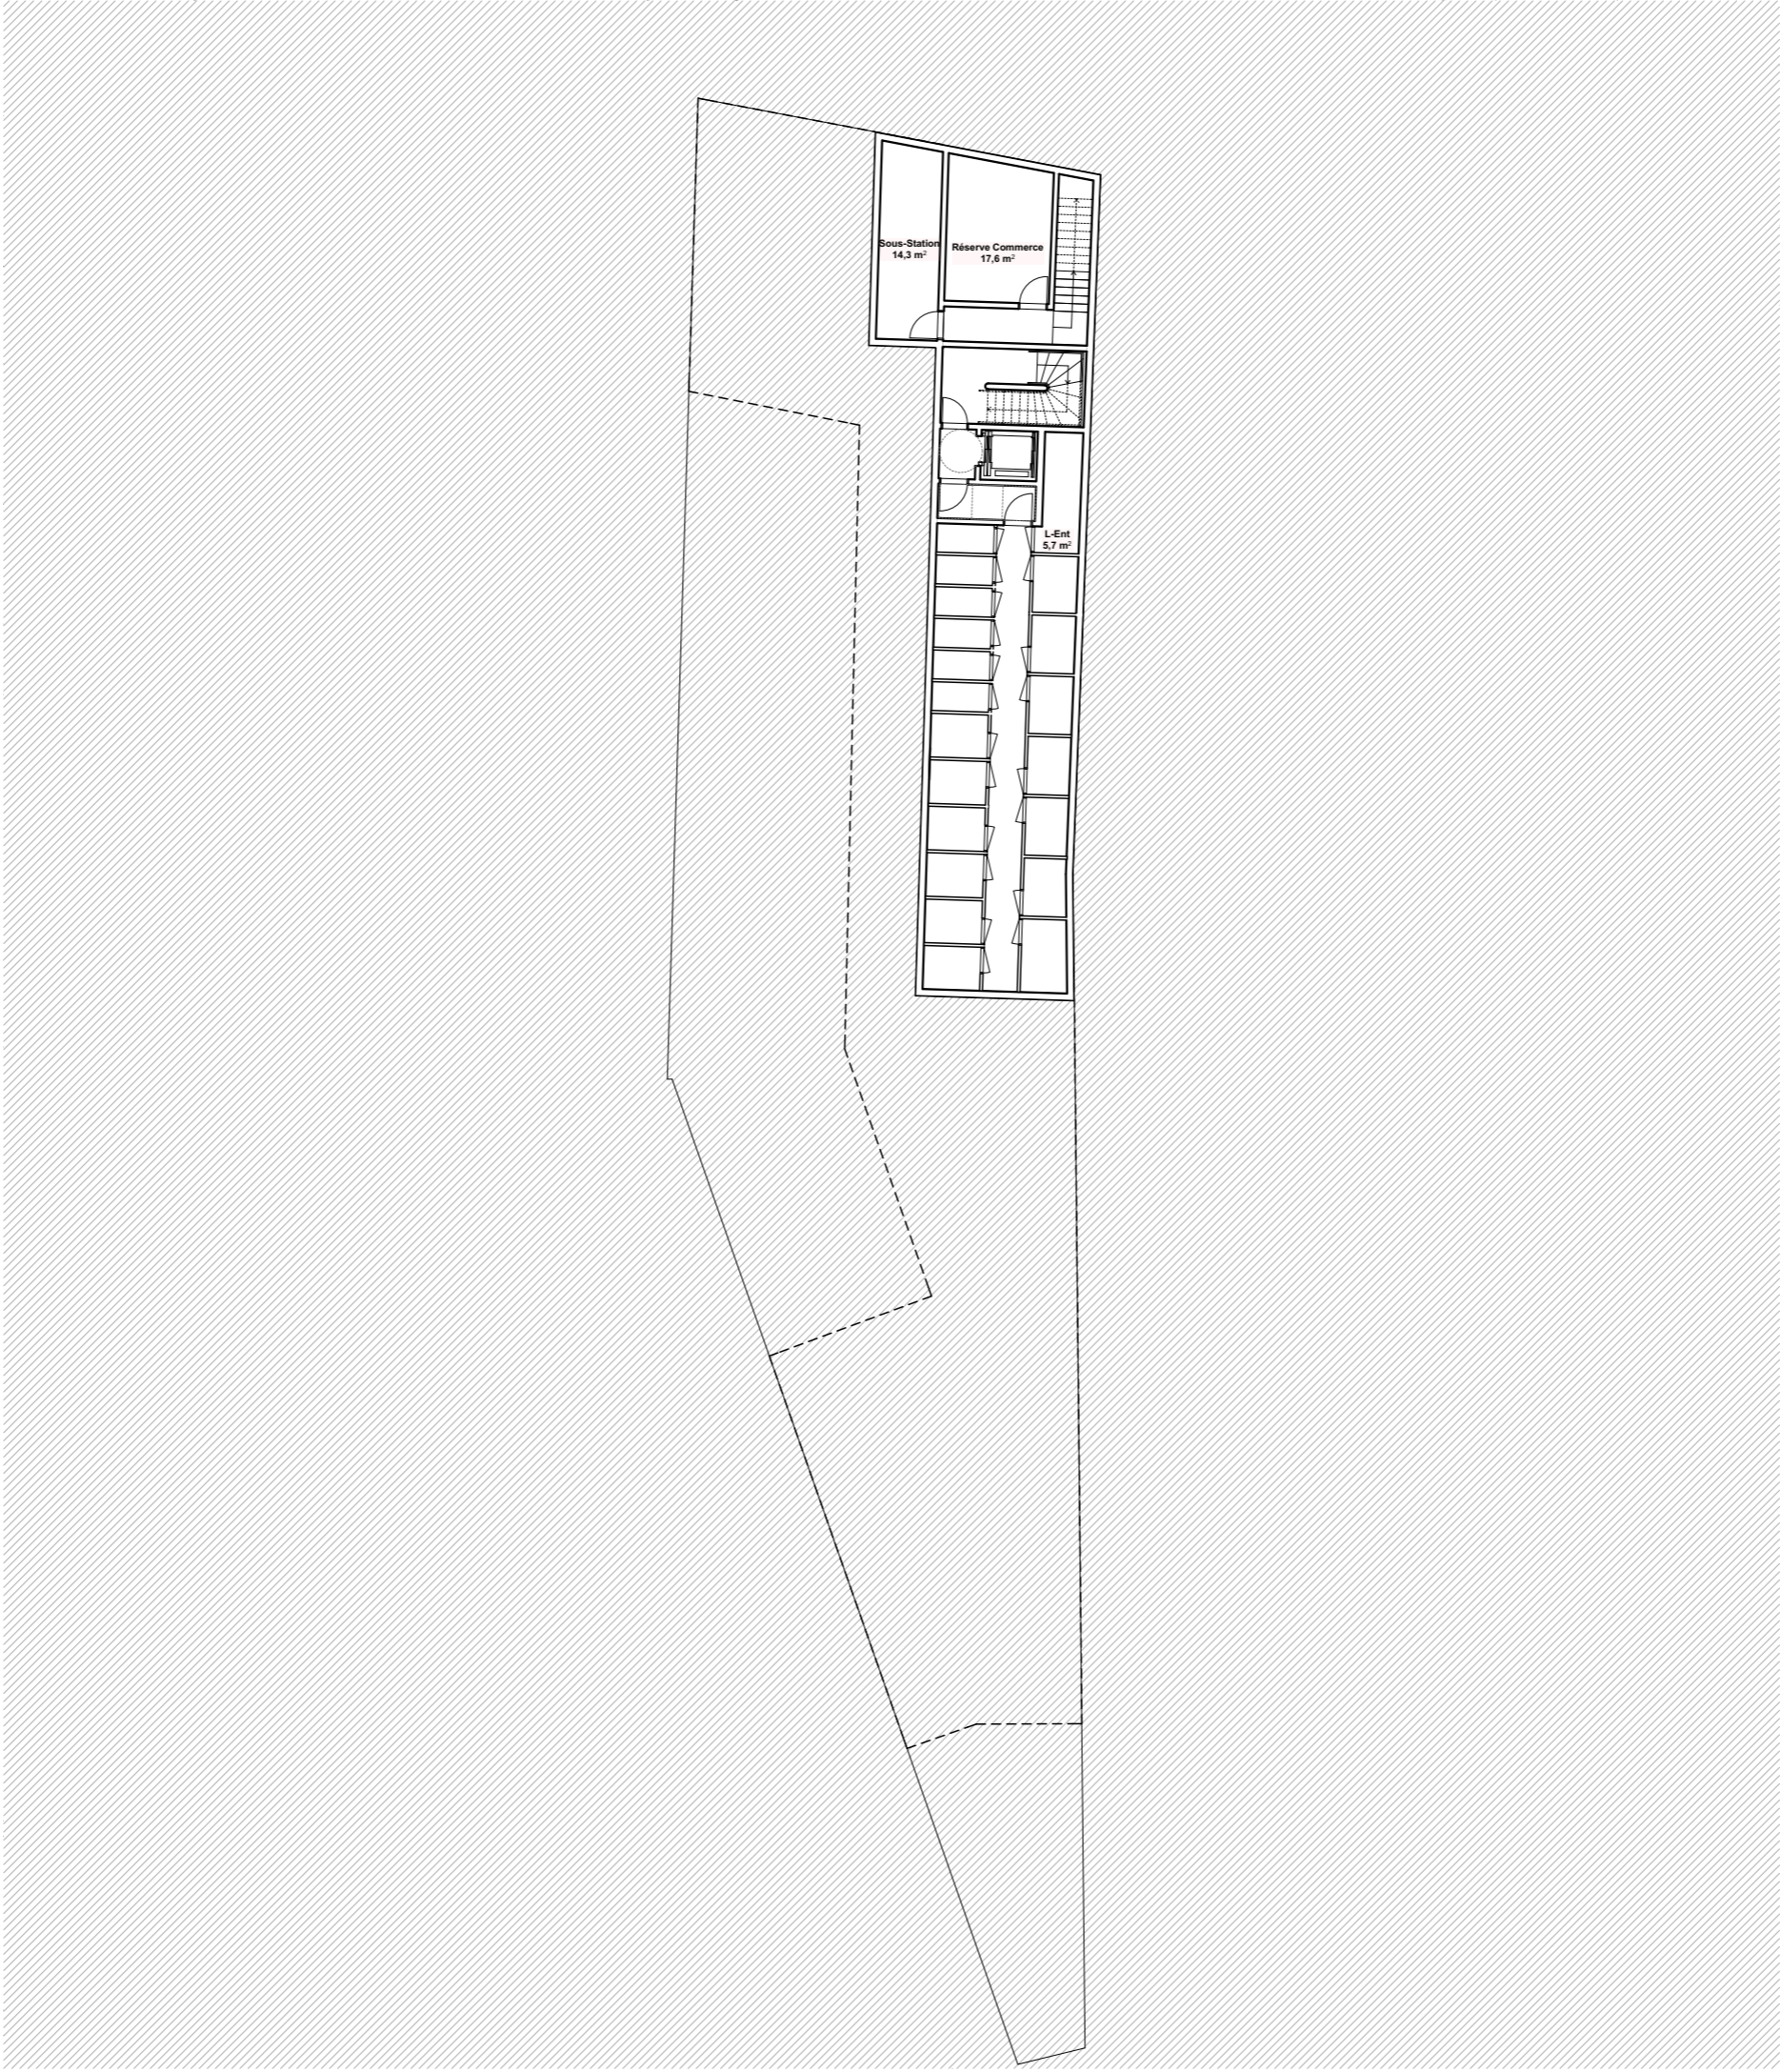 Sous-Station
14,3 m²
Réserve Commerce
17,6 m²
L-Ent
5,7 m²